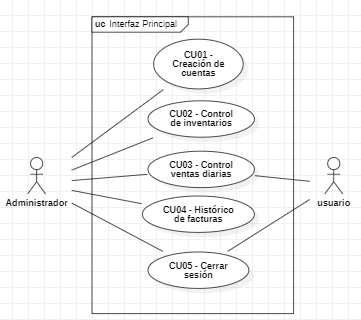 uc Interfaz Principal
CU01 -
Creación de
cuentas
CU02 - Control
de inventarios
CU03 - Control
ventas diarias
Administrador
usuario
CU04 - Histórico
de facturas
CU05 - Cerrar
sesión